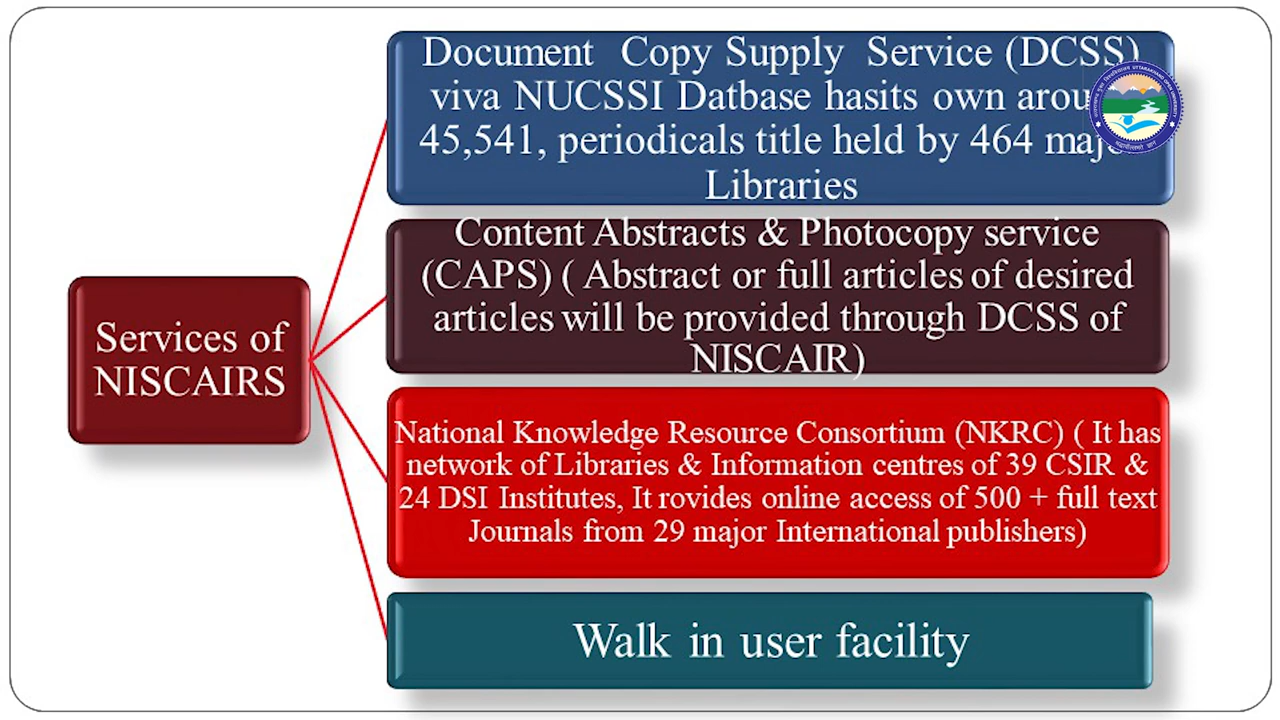 Services of
NISCAIRS
Document Copy Supply Service (DCSS)
viva NUCSSI Datbase hasits own
45,541, periodicals title held by 464
Libraries
Content Abstracts & Photocopy service
(CAPS) ( Abstract or full articles of desired
articles will be provided through DCSS of
NISCAIR)
National Knowledge Resource Consortium (NKRC) ( It has
network of Libraries & Information centres of 39 CSIR &
24 DSI Institutes, It rovides online access of 500 + full text
Journals from 29 major International publishers)
Walk in user facility